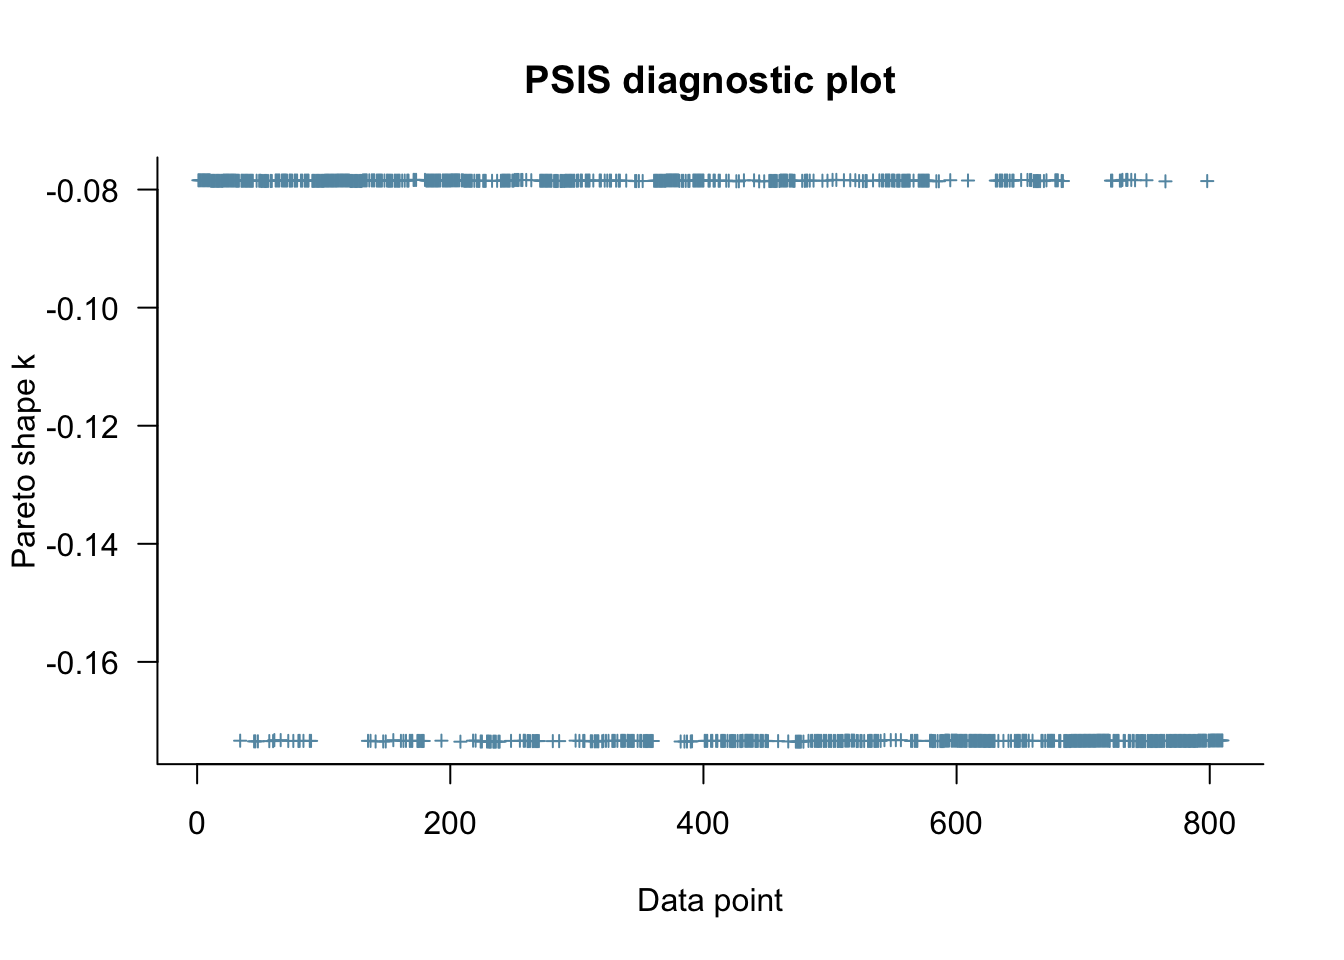 PSIS diagnostic plot
-0.08
-0.10
-0.12
-0.14
-0.16
Pareto shape k
0 200 400 600 800
Data point